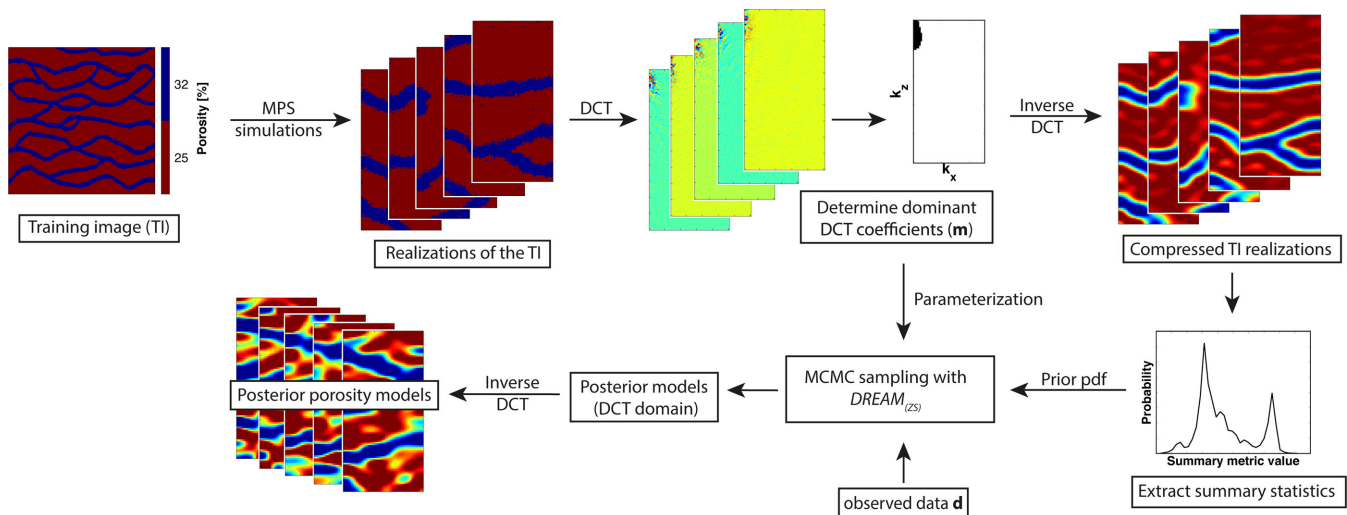 32
25
Porosity [%]
Training image (TI)
MPS
simulations
Realizations of the TI
DCT
k_z
k_x
Determine dominant
DCT coefficients (m)
Inverse
DCT
Compressed TI realizations
Parameterization
Probability
Summary metric value
Extract summary statistics
Prior pdf
MCMC sampling with
DREAM_(ZS)
observed data d
Posterior models
(DCT domain)
Inverse
DCT
Posterior porosity models